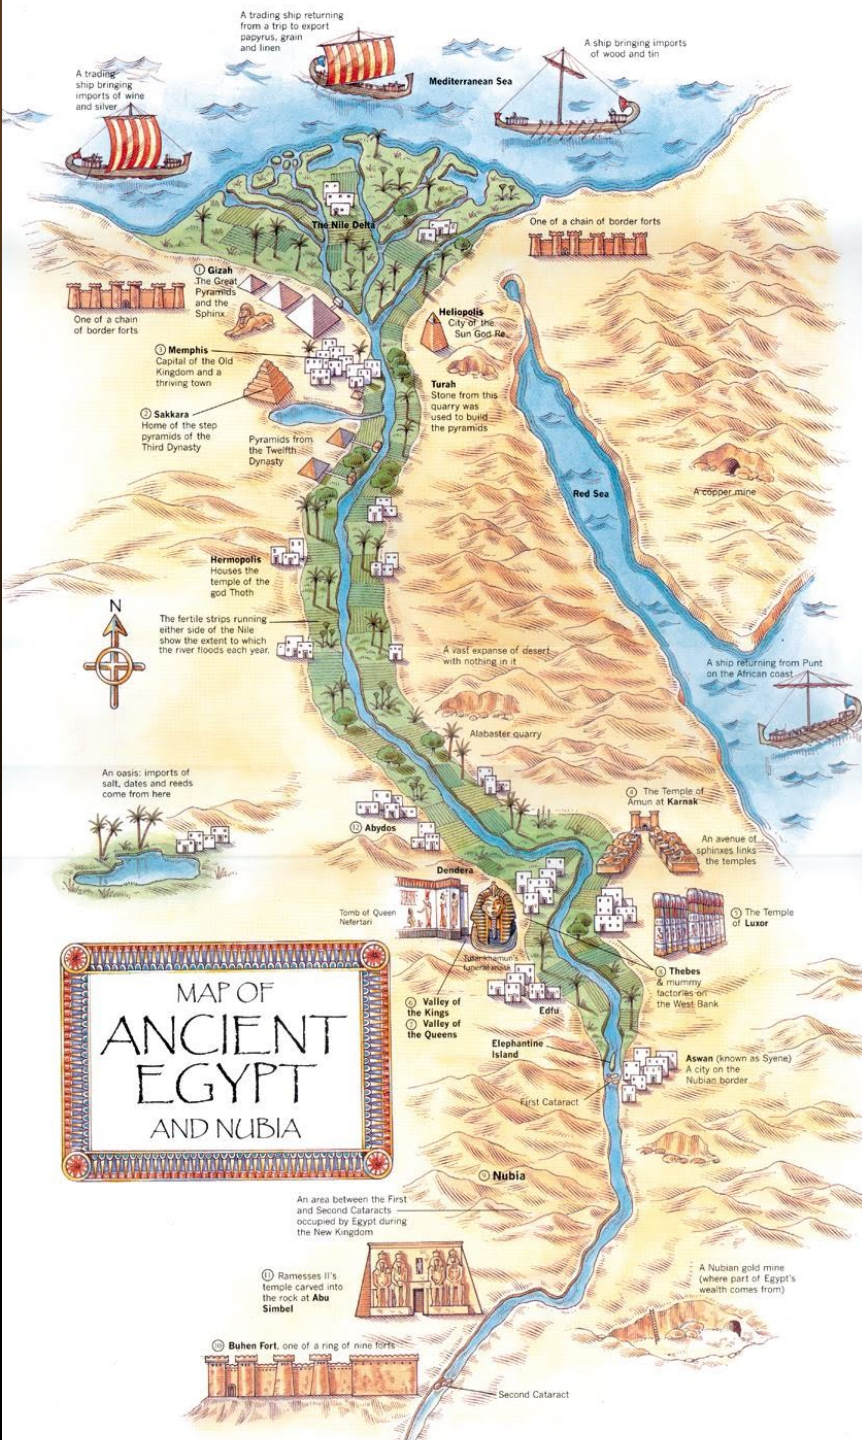 A trading ship returning
from a trip to export
papyrus, grain
and linen
A ship bringing imports
of wood and tin
A trading
ship bringing
imports of wine
and silver
Mediterranean Sea
The Nile Delta
One of a chain of border forts
① Gizah
The Great
Pyramids
and the
Sphinx
One of a chain
of border forts
Heliopolis
City of the
Sun God Re
③ Memphis
Capital of the Old
Kingdom and a
thriving town
Turah
Stone from this
quarry was
used to build
the pyramids
② Sakkara
Home of the step
pyramids of the
Third Dynasty
Pyramids from
the Twelfth
Dynasty
Red Sea
A copper mine
Hermopolis
Houses the
temple of the
god Thoth
N
The fertile strips running
either side of the Nile
show the extent to which
the river floods each year.
A vast expanse of desert
with nothing in it
A ship returning from Punt
on the African coast
Alabaster quarry
An oasis: imports of
salt, dates and reeds
come from here
④ The Temple of
Amun at Karnak
⑫ Abydos
An avenue of
sphinxes links
the temples
Dendera
Tomb of Queen
Nefertari
⑤ The Temple
of Luxor
Tutankhamun's
funeral mask
⑧ Thebes
& mummy
factories on
the West Bank
⑥ Valley of
the Kings
⑦ Valley of
the Queens
Edfu
MAP OF
ANCIENT
EGYPT
AND NUBIA
Elephantine
Island
Aswan (known as Syene)
A city on the
Nubian border
First Cataract
⑨ Nubia
An area between the First
and Second Cataracts
occupied by Egypt during
the New Kingdom
⑪ Ramesses II's
temple carved into
the rock at Abu
Simbel
A Nubian gold mine
(where part of Egypt's
wealth comes from)
⑩ Buhen Fort, one of a ring of nine forts
Second Cataract